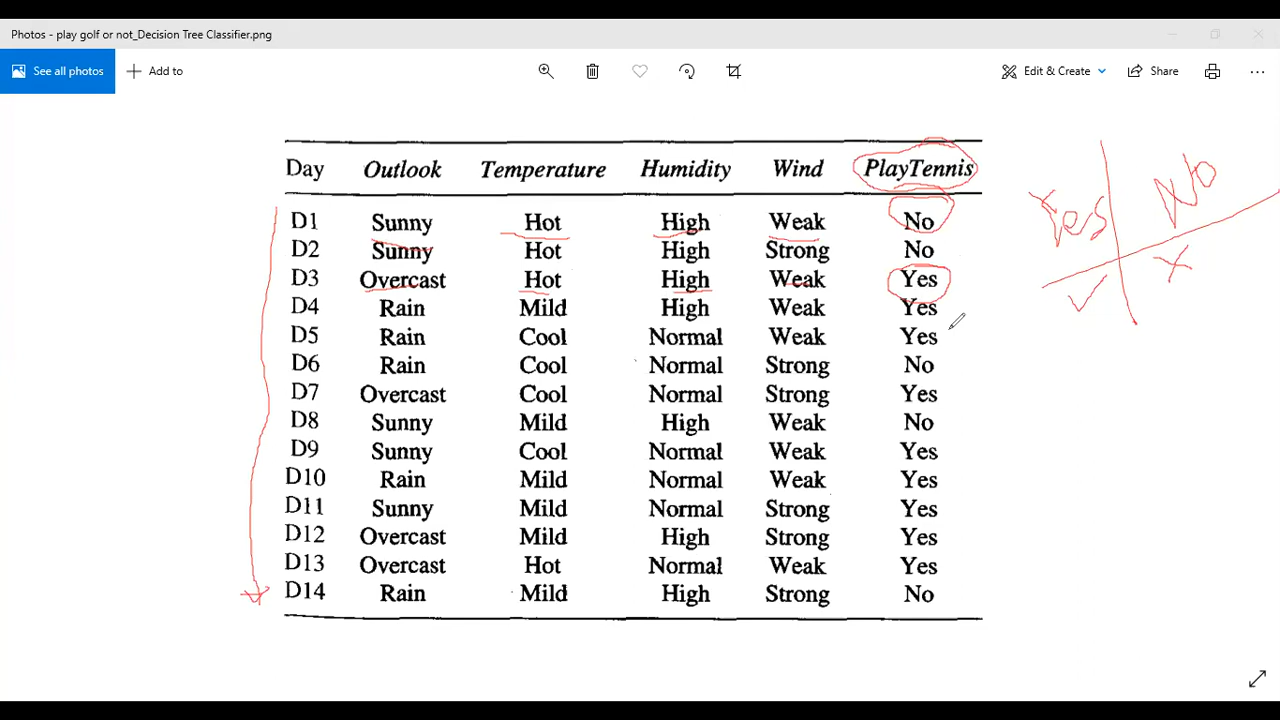 Photos - play golf or not_Decision Tree Classifier.png
See all photos Add to Edit & Create Share
Day Outlook Temperature Humidity Wind PlayTennis
D1 Sunny Hot High Weak No
D2 Sunny Hot High Strong No
D3 Overcast Hot High Weak Yes
D4 Rain Mild High Weak Yes
D5 Rain Cool Normal Weak Yes
D6 Rain Cool Normal Strong No
D7 Overcast Cool Normal Strong Yes
D8 Sunny Mild High Weak No
D9 Sunny Cool Normal Weak Yes
D10 Rain Mild Normal Weak Yes
D11 Sunny Mild Normal Strong Yes
D12 Overcast Mild High Strong Yes
D13 Overcast Hot Normal Weak Yes
D14 Rain Mild High Strong No
Yes No